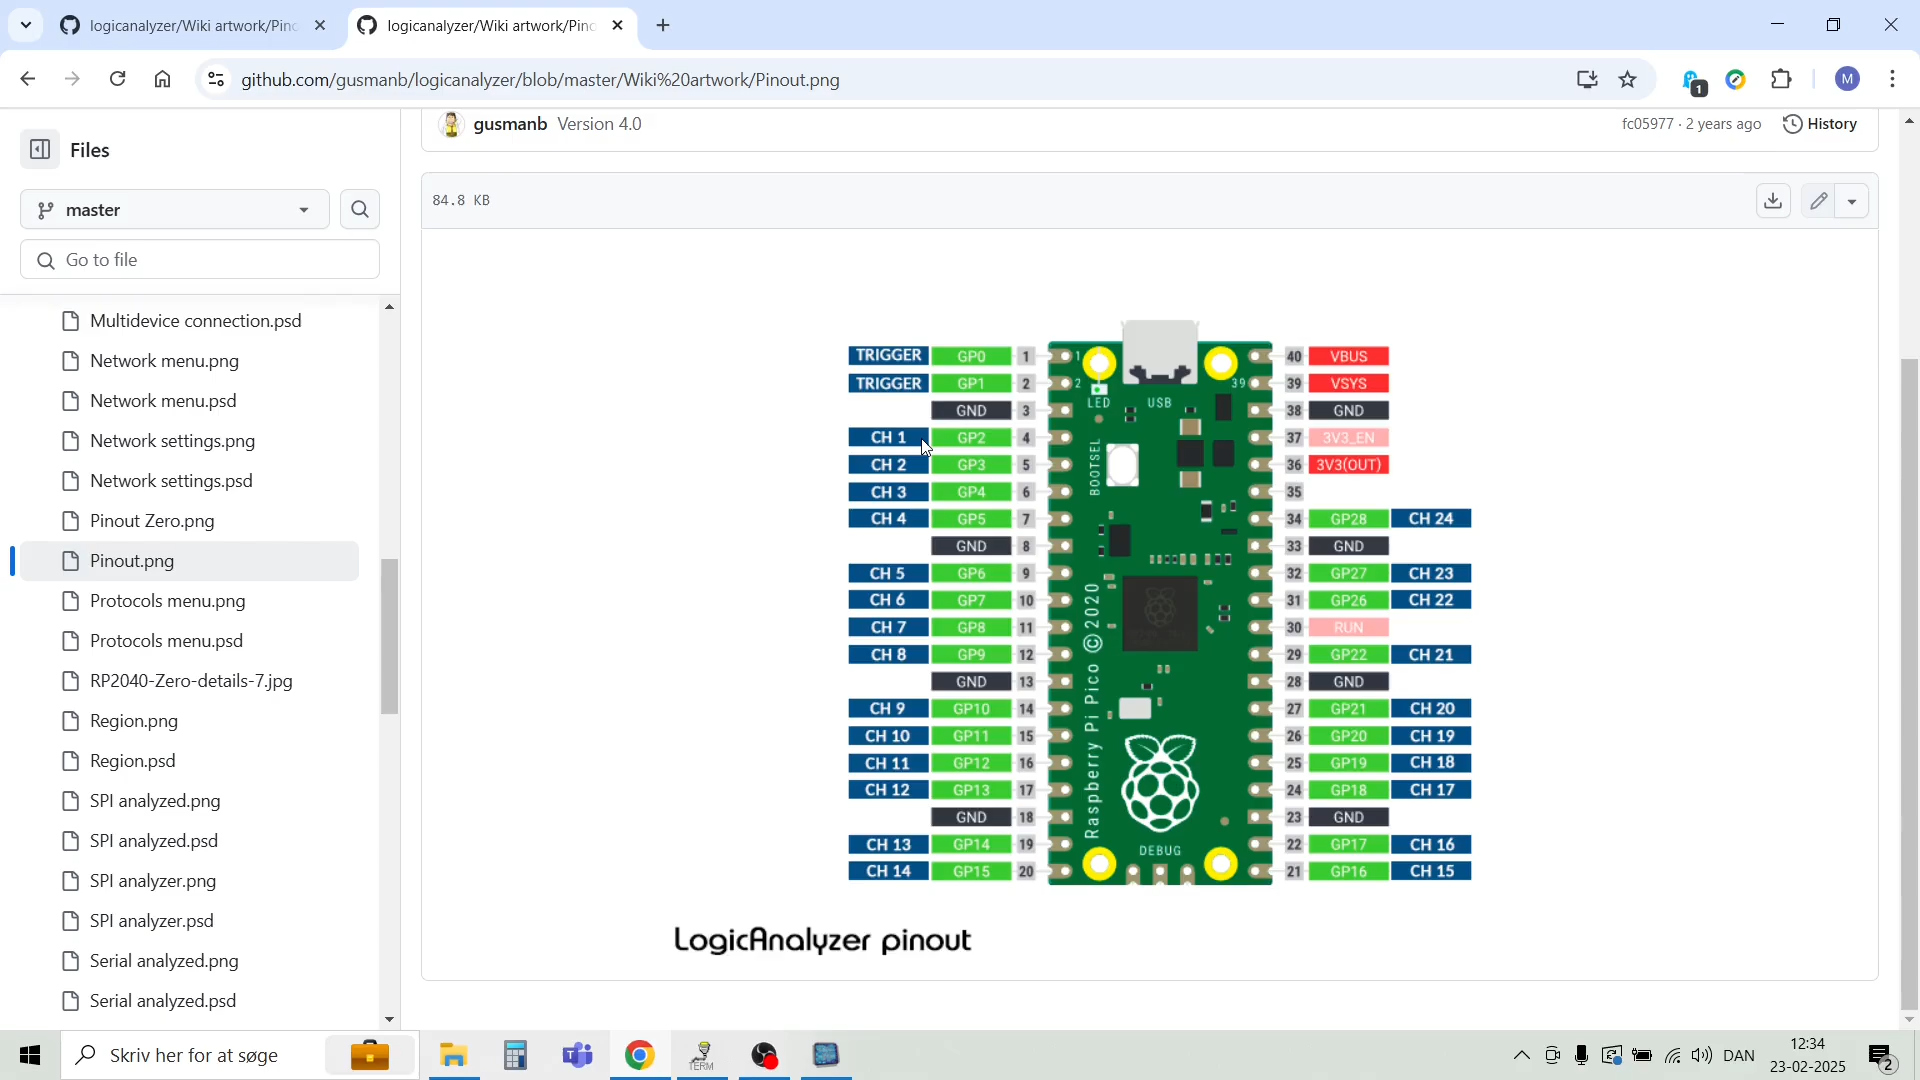 logicanalyzer/Wiki artwork/Pino
logicanalyzer/Wiki artwork/Pino
github.com/gusmanb/logicanalyzer/blob/master/Wiki%20artwork/Pinout.png
1
M
Files
master
Go to file
Multidevice connection.psd
Network menu.png
Network menu.psd
Network settings.png
Network settings.psd
Pinout Zero.png
Pinout.png
Protocols menu.png
Protocols menu.psd
RP2040-Zero-details-7.jpg
Region.png
Region.psd
SPI analyzed.png
SPI analyzed.psd
SPI analyzer.png
SPI analyzer.psd
Serial analyzed.png
Serial analyzed.psd
gusmanb Version 4.0
fc05977 · 2 years ago
History
84.8 KB
TRIGGER GP0 1 1 40 VBUS
TRIGGER GP1 2 2 39 39 VSYS
LED USB
GND 3 38 GND
CH 1 GP2 4 37 3V3_EN
CH 2 GP3 5 36 3V3(OUT)
BOOTSEL
CH 3 GP4 6 35
CH 4 GP5 7 34 GP28 CH 24
GND 8 33 GND
CH 5 GP6 9 32 GP27 CH 23
CH 6 GP7 10 31 GP26 CH 22
CH 7 GP8 11 30 RUN
CH 8 GP9 12 29 GP22 CH 21
GND 13 28 GND
CH 9 GP10 14 27 GP21 CH 20
CH 10 GP11 15 26 GP20 CH 19
CH 11 GP12 16 25 GP19 CH 18
CH 12 GP13 17 24 GP18 CH 17
GND 18 23 GND
CH 13 GP14 19 22 GP17 CH 16
CH 14 GP15 20 21 GP16 CH 15
Raspberry Pi Pico ©2020
DEBUG
LogicAnalyzer pinout
Skriv her for at søge
TERM
DAN
12:34
23-02-2025
2